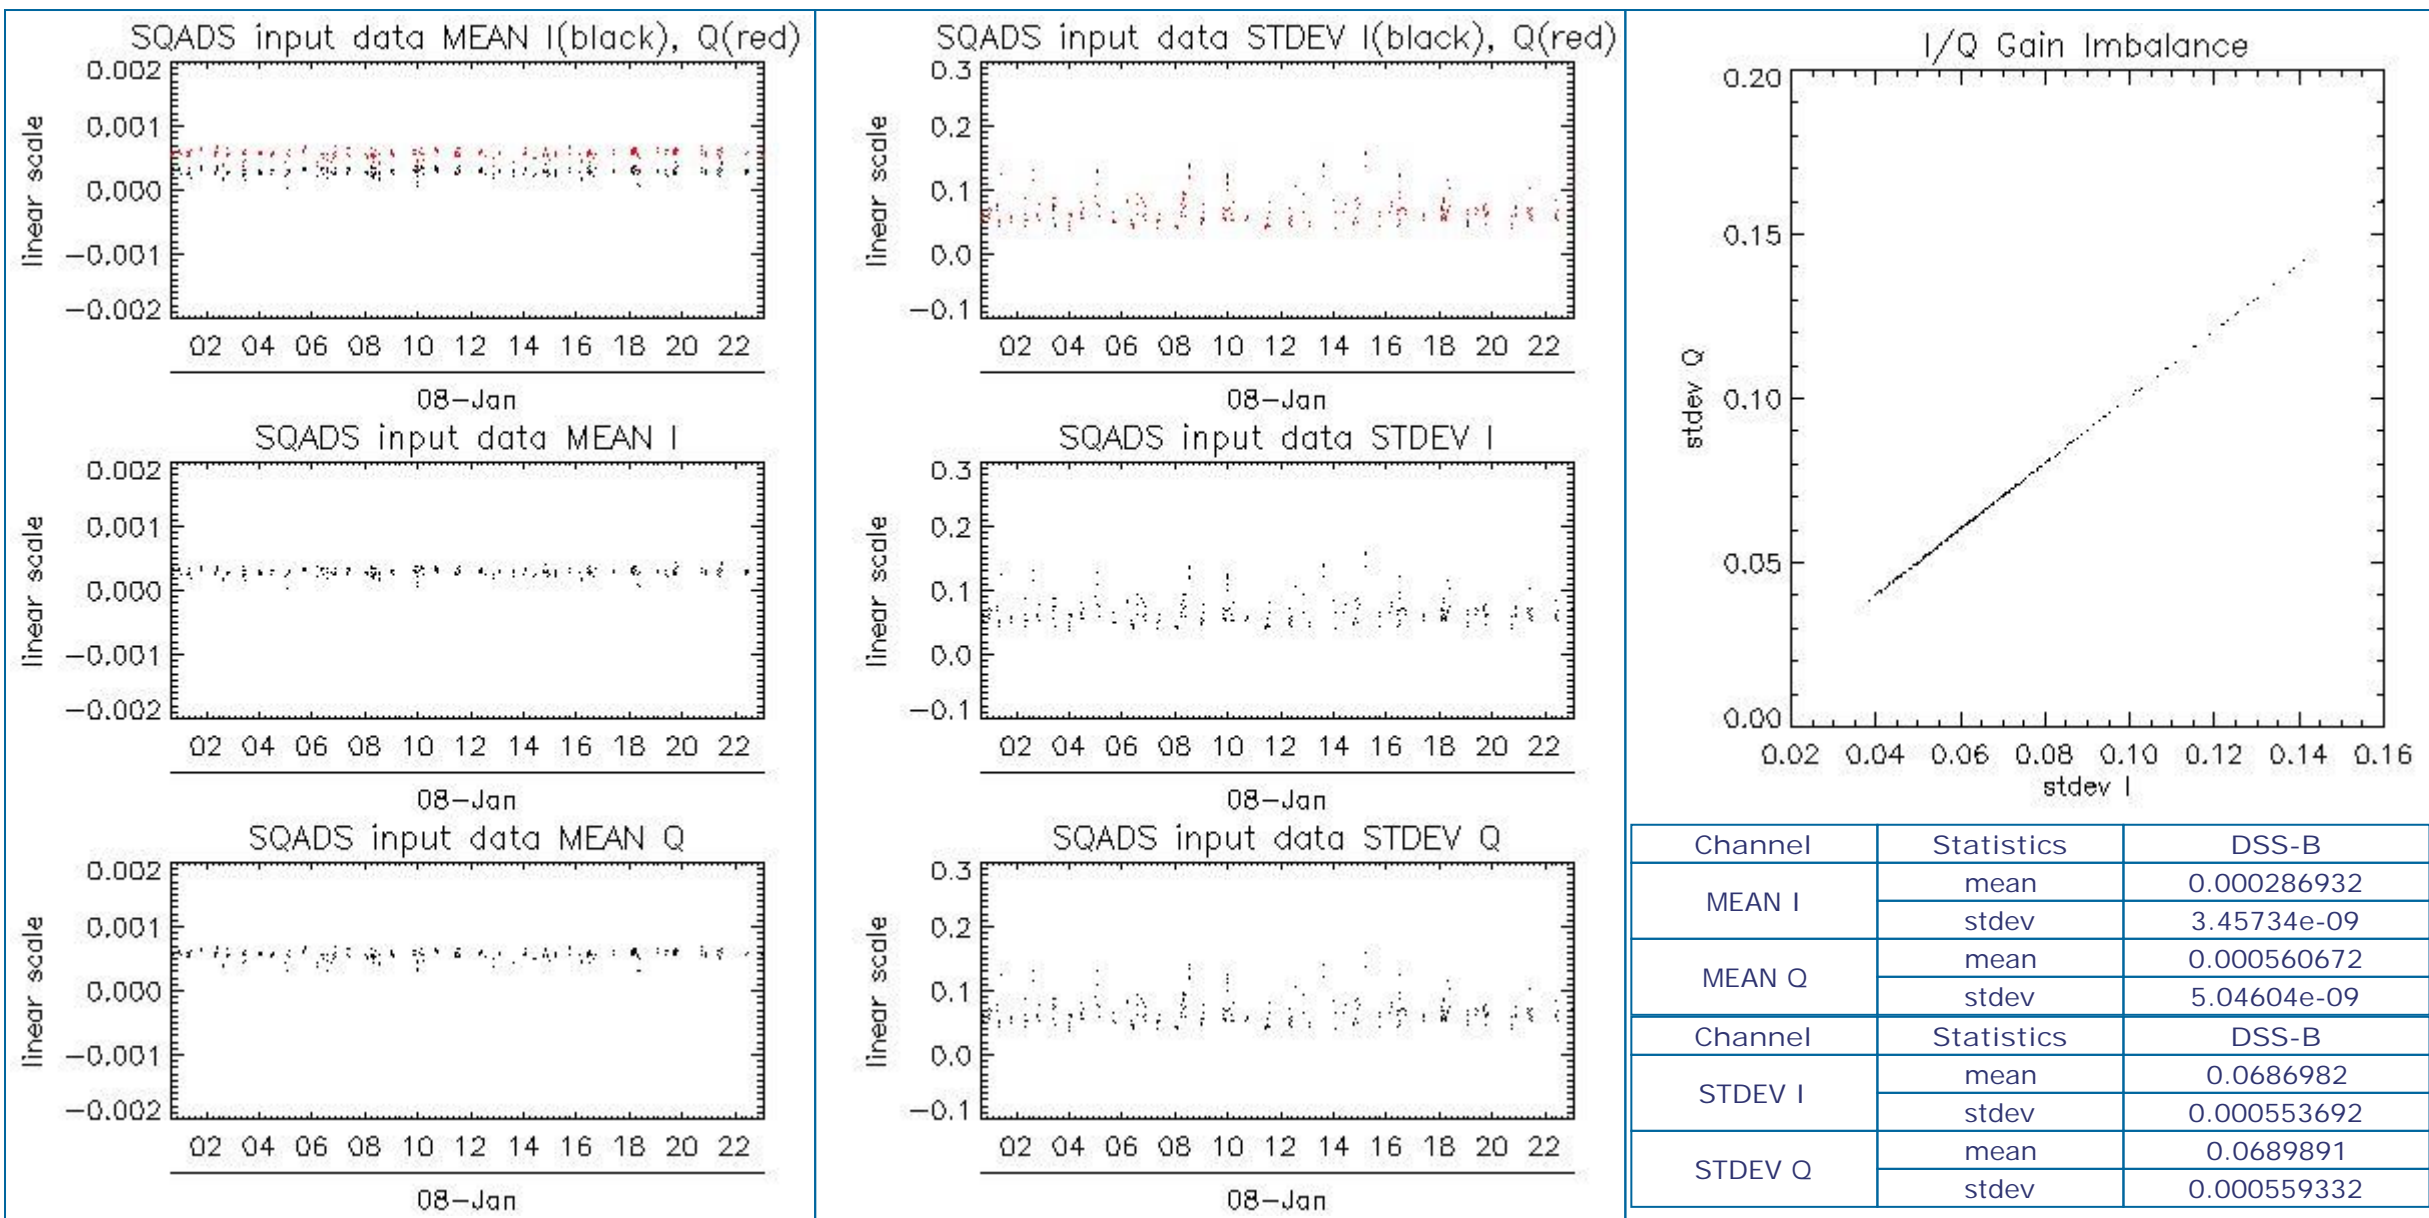 SQADS input data MEAN I(black), Q(red)
0.002
0.001
0.000
-0.001
-0.002
linear scale
02 04 06 08 10 12 14 16 18 20 22
08-Jan
SQADS input data MEAN I
0.002
0.001
0.000
-0.001
-0.002
linear scale
02 04 06 08 10 12 14 16 18 20 22
08-Jan
SQADS input data MEAN Q
0.002
0.001
0.000
-0.001
-0.002
linear scale
02 04 06 08 10 12 14 16 18 20 22
08-Jan
SQADS input data STDEV I(black), Q(red)
0.3
0.2
0.1
0.0
-0.1
linear scale
02 04 06 08 10 12 14 16 18 20 22
08-Jan
SQADS input data STDEV I
0.3
0.2
0.1
0.0
-0.1
linear scale
02 04 06 08 10 12 14 16 18 20 22
08-Jan
SQADS input data STDEV Q
0.3
0.2
0.1
0.0
-0.1
linear scale
02 04 06 08 10 12 14 16 18 20 22
08-Jan
I/Q Gain Imbalance
0.20
0.15
0.10
0.05
0.00
stdev Q
0.02 0.04 0.06 0.08 0.10 0.12 0.14 0.16
stdev I
Channel Statistics DSS-B
MEAN I mean 0.000286932
stdev 3.45734e-09
MEAN Q mean 0.000560672
stdev 5.04604e-09
Channel Statistics DSS-B
STDEV I mean 0.0686982
stdev 0.000553692
STDEV Q mean 0.0689891
stdev 0.000559332